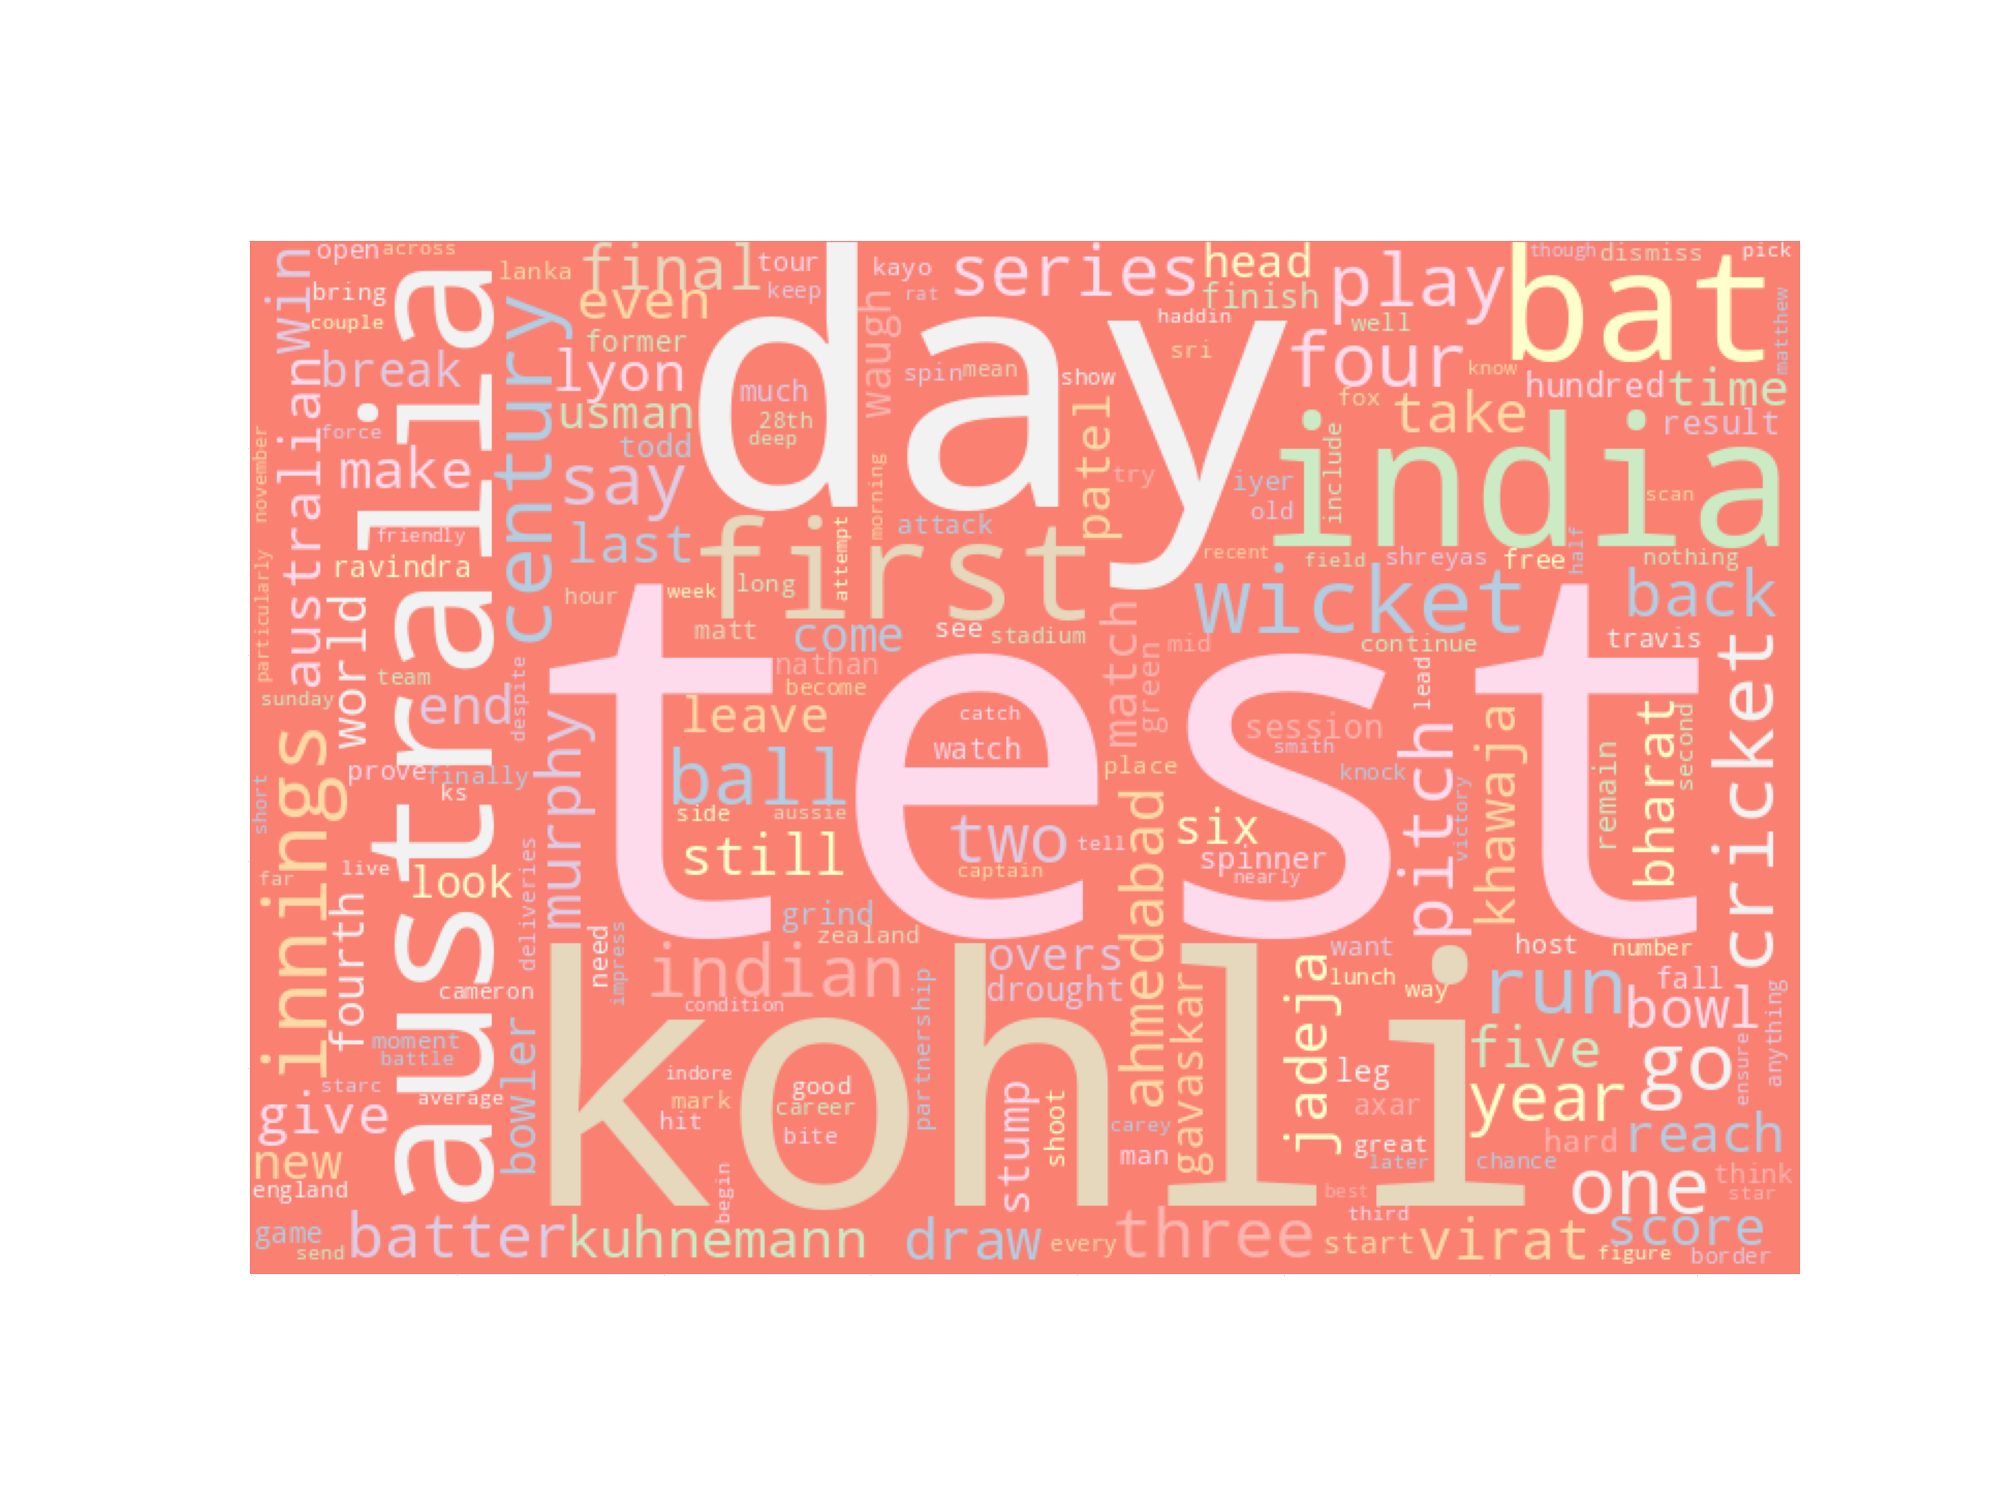 open across
lanka final tour
kayo series head play
though dismiss pick
bring
couple
win
even keep
rat
finish
bat
day
haddin
well
matthew
former
waugh
sri
four
know
break
lyon
spin mean show
hundred time
much
fox
take
usman
28th
deep
result
force
todd
patel
australia
century
australian
november
make
say
try
iyer
include
india
scan
morning
old
friendly
last
first
attack
attempt
recent
field shreyas free
half
nothing
ravindra
particularly
hour
week
long
wicket
back
world
matt
come
see stadium
match
mid
continue
travis
team
nathan
become
test
lead
cricket
sunday
end
despite
murphy
leave
catch
green
session
smith
pitch
khawaja
bharat
second
innings
watch
place
knock
remain
prove finally
ks
ball
side
aussie
short
two
tell
six
victory
still
captain
spinner
nearly
far
live
look
deliveries
ahmedabad
fourth
grind
zealand
need
impress
indian
overs
want
host
number
cameron
drought
lunch
way
run
fall
bowl
condition
partnership
gavaskar
jadeja
anything
moment
battle
bowler
kohli
five
go
ensure
starc
average
indore
mark
hit
good
career
bite
stump
shoot
leg
axar
year
give
carey
man
great
later
hard
reach
new
chance
think
england
begin
best
one
star
third
game
send
batter kuhnemann
draw
every three start virat
score
figure border